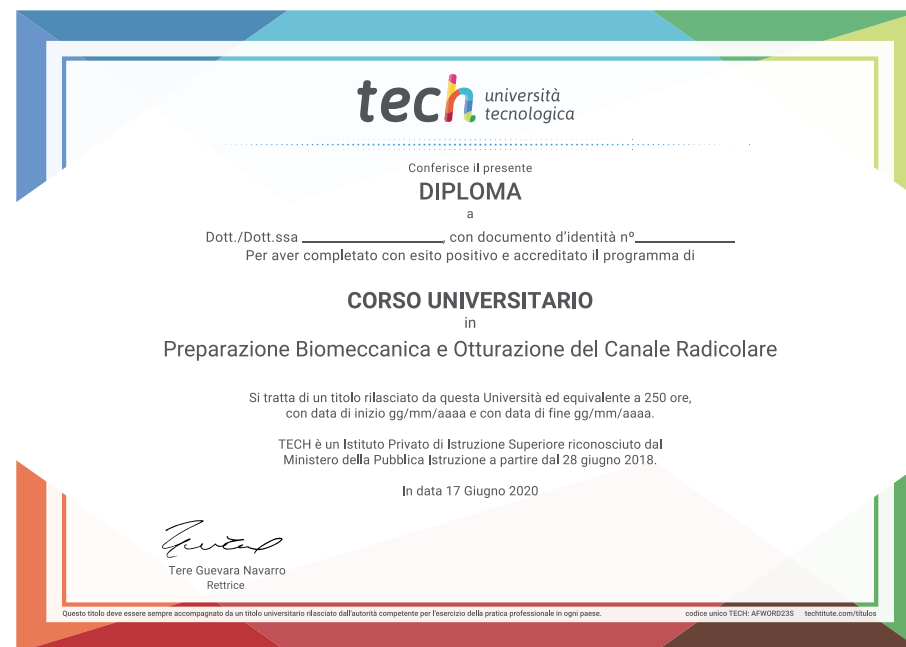 tech università
tecnologica
Conferisce il presente
DIPLOMA
a
Dott./Dott.ssa ____________________, con documento d'identità nº______________
Per aver completato con esito positivo e accreditato il programma di
CORSO UNIVERSITARIO
in
Preparazione Biomeccanica e Otturazione del Canale Radicolare
Si tratta di un titolo rilasciato da questa Università ed equivalente a 250 ore,
con data di inizio gg/mm/aaaa e con data di fine gg/mm/aaaa.
TECH è un Istituto Privato di Istruzione Superiore riconosciuto dal
Ministero della Pubblica Istruzione a partire dal 28 giugno 2018.
In data 17 Giugno 2020
Tere Guevara Navarro
Rettrice
Questo titolo deve essere sempre accompagnato da un titolo universitario rilasciato dall'autorità competente per l'esercizio della pratica professionale in ogni paese. codice unico TECH: AFWORD23S techtitute.com/titulos